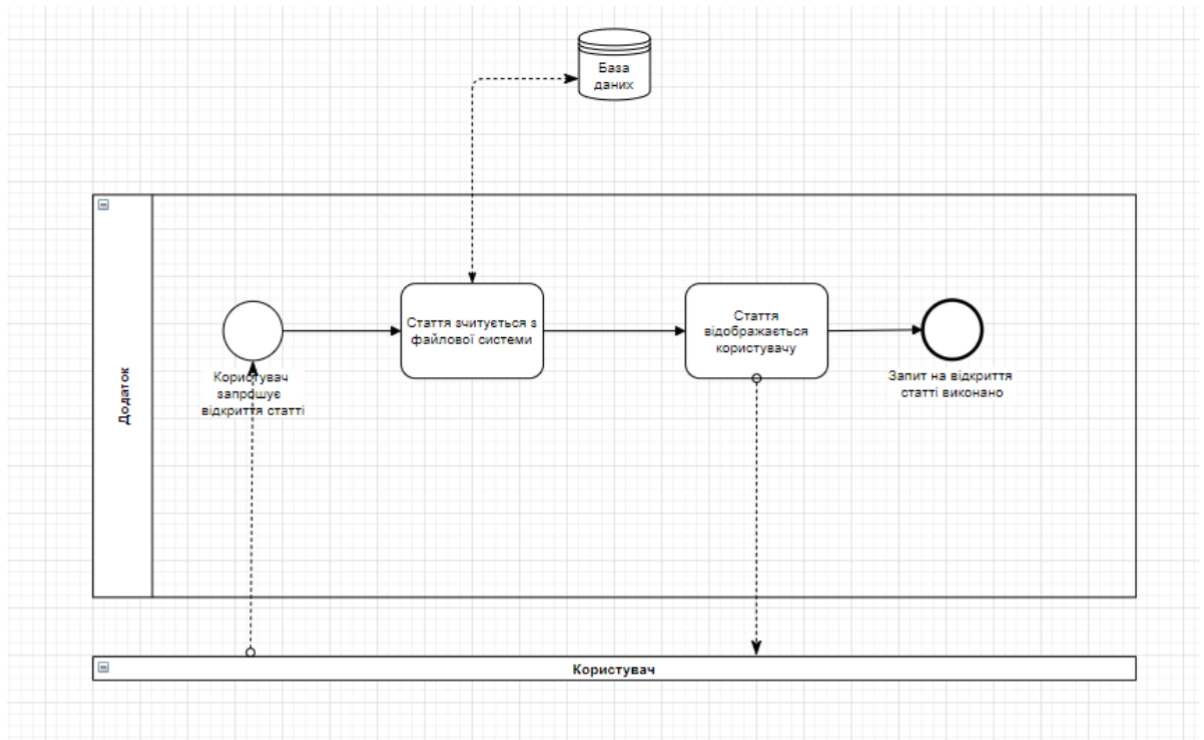 База
даних
Додаток
Користувач
запрошує
відкриття статті
Стаття зчитується з
файлової системи
Стаття
відображається
користувачу
Запит на відкриття
статті виконано
Користувач